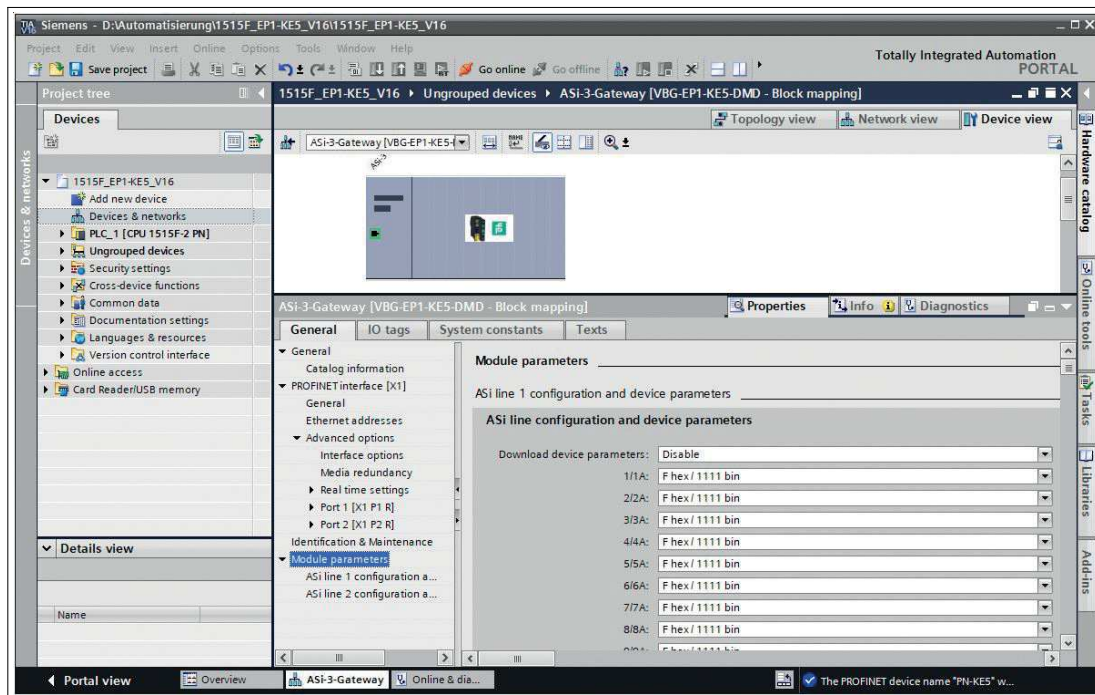 Siemens - D:\Automatisierung\1515F_EP1-KE5_V16\1515F_EP1-KE5_V16
Project Edit View Insert Online Options Tools Window Help
Save project
Go online
Go offline
Totally Integrated Automation
PORTAL
Project tree
1515F_EP1-KE5_V16 ▸ Ungrouped devices ▸ ASi-3-Gateway [VBG-EP1-KE5-DMD - Block mapping]
Devices
Topology view
Network view
Device view
ASi-3-Gateway [VBG-EP1-KE5-
ASi-3
1515F_EP1-KE5_V16
Add new device
Devices & networks
PLC_1 [CPU 1515F-2 PN]
Ungrouped devices
Security settings
Cross-device functions
Common data
Documentation settings
Languages & resources
Version control interface
Online access
Card Reader/USB memory
Details view
Name
Devices & networks
ASi-3-Gateway [VBG-EP1-KE5-DMD - Block mapping]
Properties
Info
Diagnostics
General
IO tags
System constants
Texts
General
Catalog information
PROFINET interface [X1]
General
Ethernet addresses
Advanced options
Interface options
Media redundancy
Real time settings
Port 1 [X1 P1 R]
Port 2 [X1 P2 R]
Identification & Maintenance
Module parameters
ASi line 1 configuration a...
ASi line 2 configuration a...
Module parameters
ASi line 1 configuration and device parameters
ASi line configuration and device parameters
Download device parameters: Disable
1/1A: F hex / 1111 bin
2/2A: F hex / 1111 bin
3/3A: F hex / 1111 bin
4/4A: F hex / 1111 bin
5/5A: F hex / 1111 bin
6/6A: F hex / 1111 bin
7/7A: F hex / 1111 bin
8/8A: F hex / 1111 bin
Hardware catalog
Online tools
Tasks
Libraries
Add-ins
Portal view
Overview
ASi-3-Gateway
Online & dia...
The PROFINET device name "PN-KE5" w...